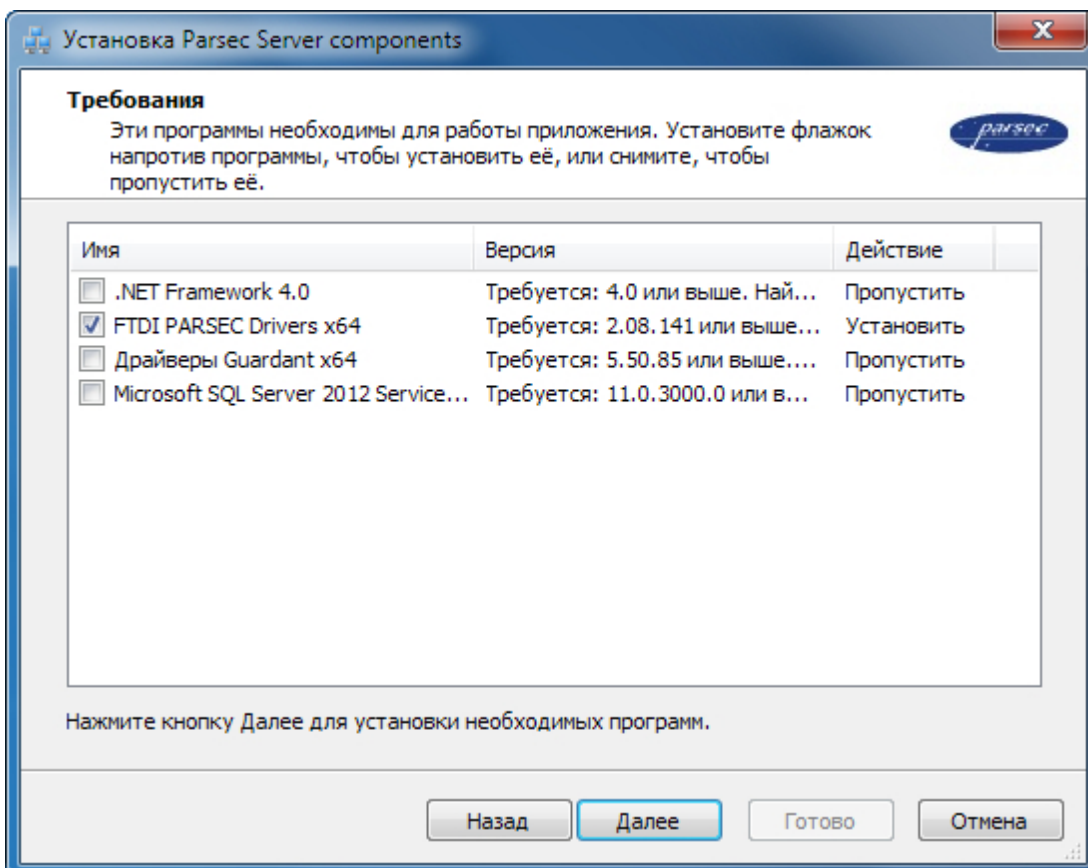 Установка Parsec Server components
Требования
Эти программы необходимы для работы приложения. Установите флажок
напротив программы, чтобы установить её, или снимите, чтобы
пропустить её.
parsec
Имя Версия Действие
.NET Framework 4.0 Требуется: 4.0 или выше. Най... Пропустить
FTDI PARSEC Drivers x64 Требуется: 2.08.141 или выше... Установить
Драйверы Guardant x64 Требуется: 5.50.85 или выше.... Пропустить
Microsoft SQL Server 2012 Service... Требуется: 11.0.3000.0 или в... Пропустить
Нажмите кнопку Далее для установки необходимых программ.
Назад Далее Готово Отмена